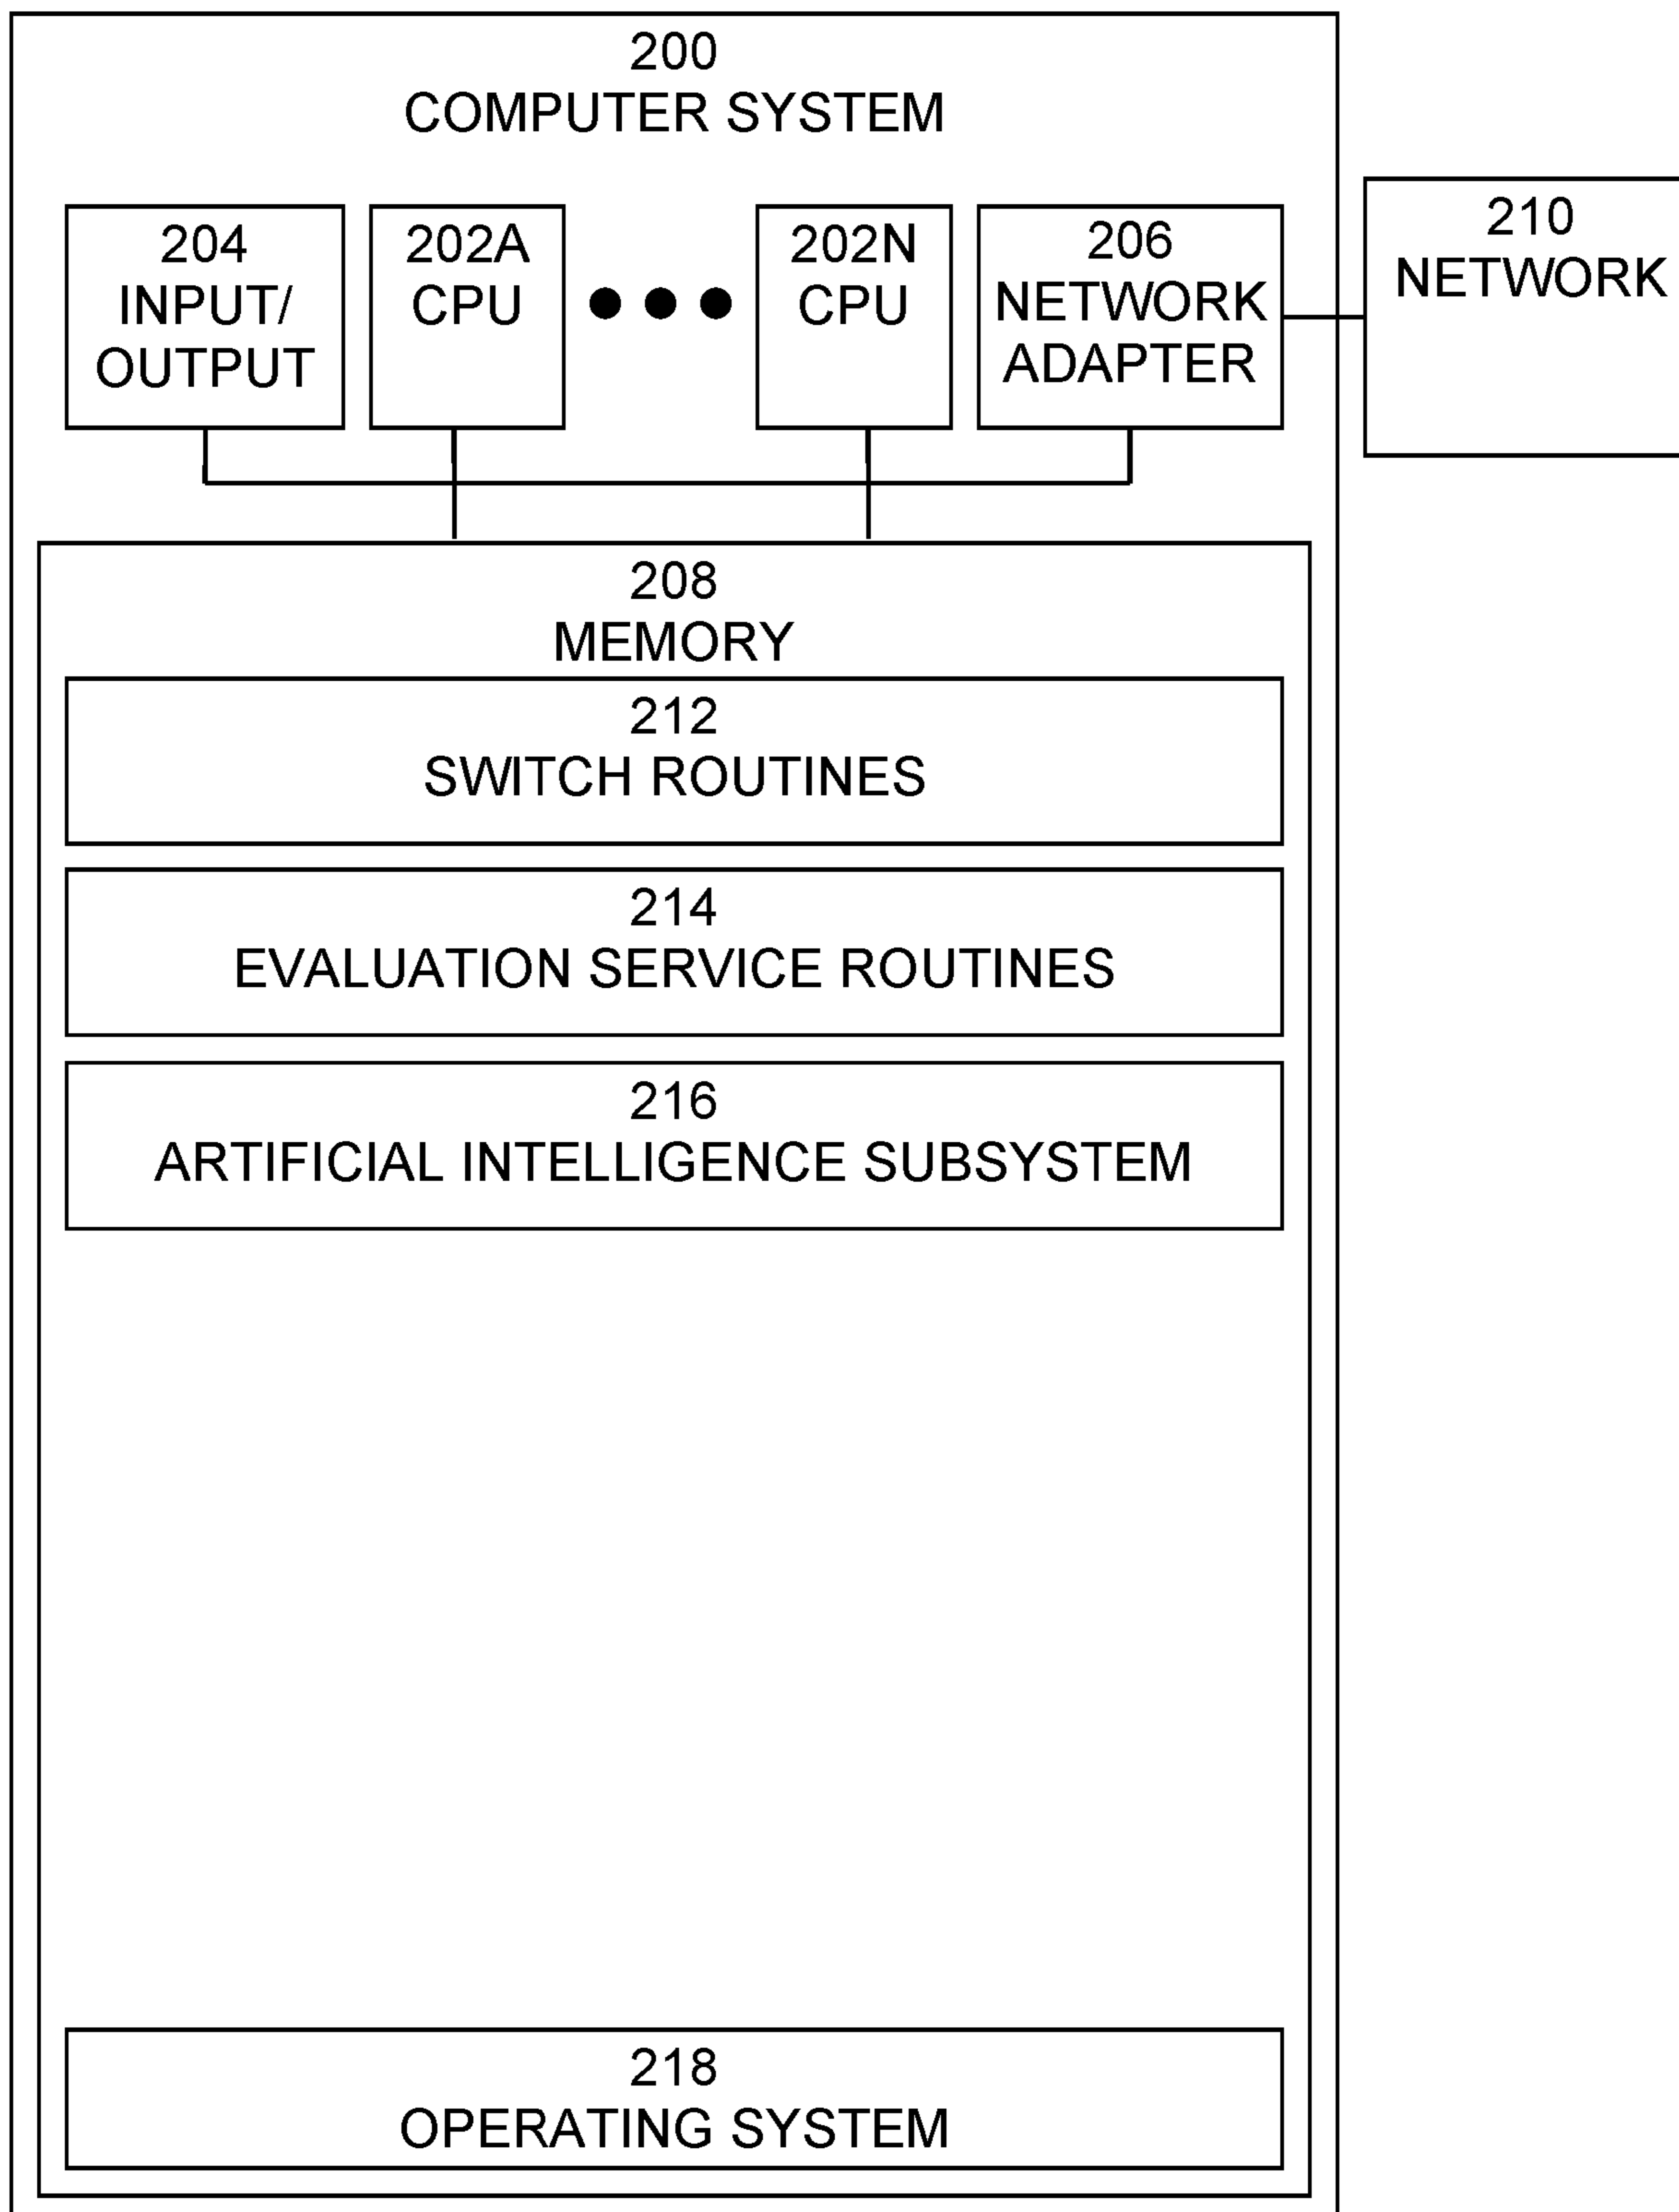 200
COMPUTER SYSTEM
204
INPUT/
OUTPUT
202A
CPU
202N
CPU
206
NETWORK
ADAPTER
210
NETWORK
208
MEMORY
212
SWITCH ROUTINES
214
EVALUATION SERVICE ROUTINES
216
ARTIFICIAL INTELLIGENCE SUBSYSTEM
218
OPERATING SYSTEM